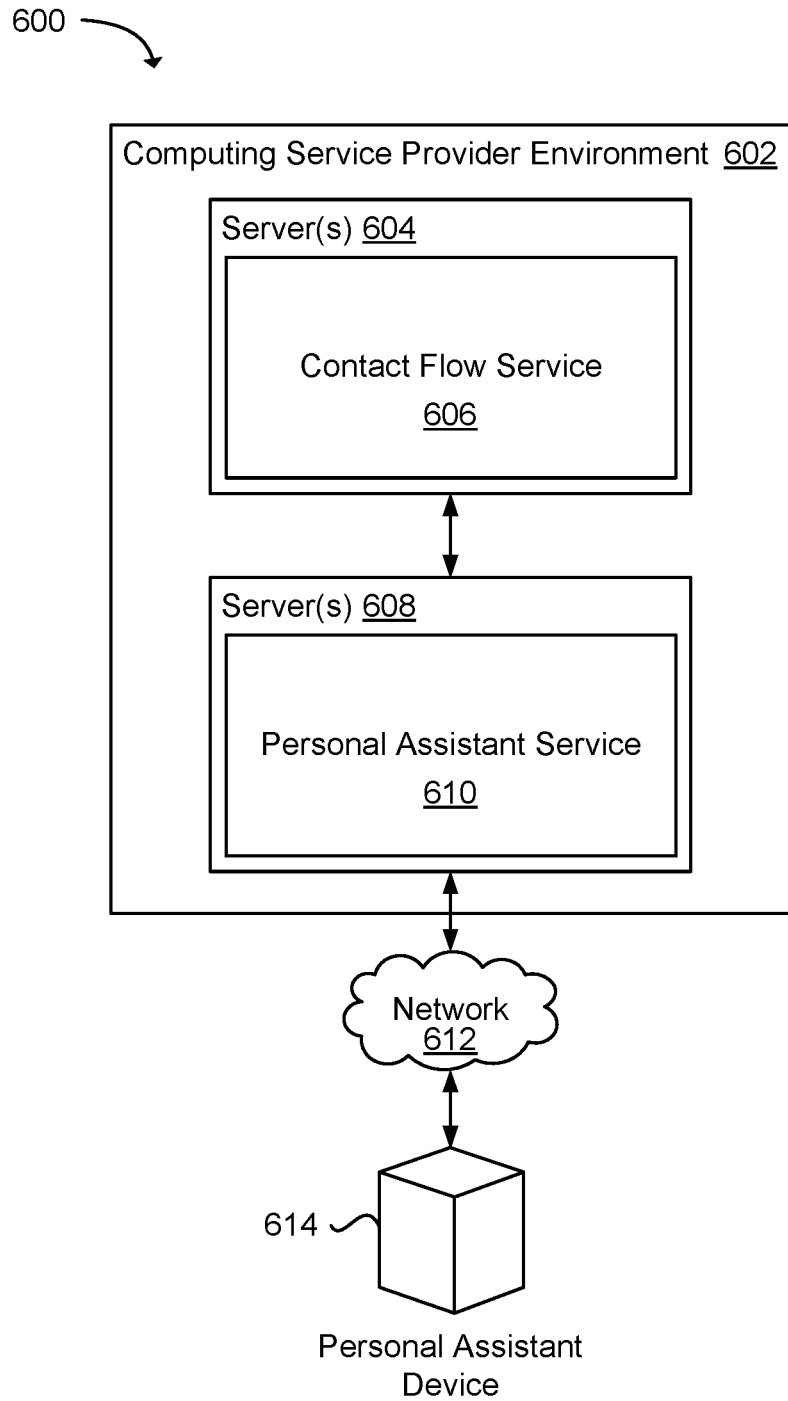 600
Computing Service Provider Environment 602
Server(s) 604
Contact Flow Service
606
Server(s) 608
Personal Assistant Service
610
Network
612
614
Personal Assistant
Device